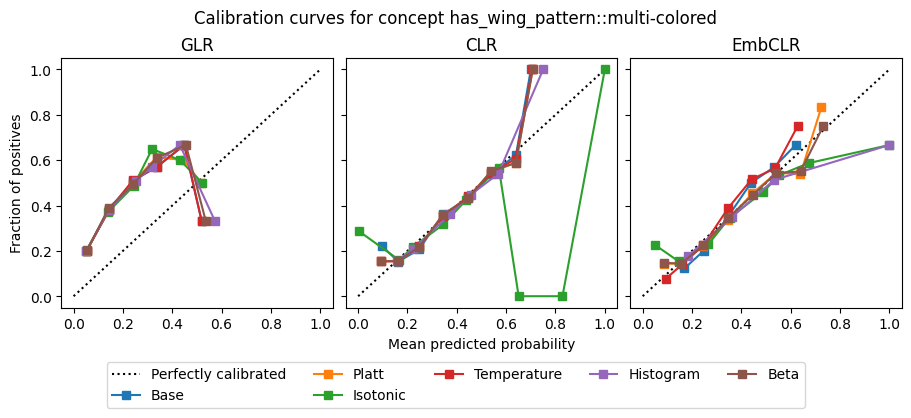 Calibration curves for concept has_wing_pattern::multi-colored
GLR
CLR
EmbCLR
Fraction of positives
1.0
0.8
0.6
0.4
0.2
0.0
0.0 0.2 0.4 0.6 0.8 1.0
0.0 0.2 0.4 0.6 0.8 1.0
0.0 0.2 0.4 0.6 0.8 1.0
Mean predicted probability
Perfectly calibrated
Base
Platt
Isotonic
Temperature
Histogram
Beta